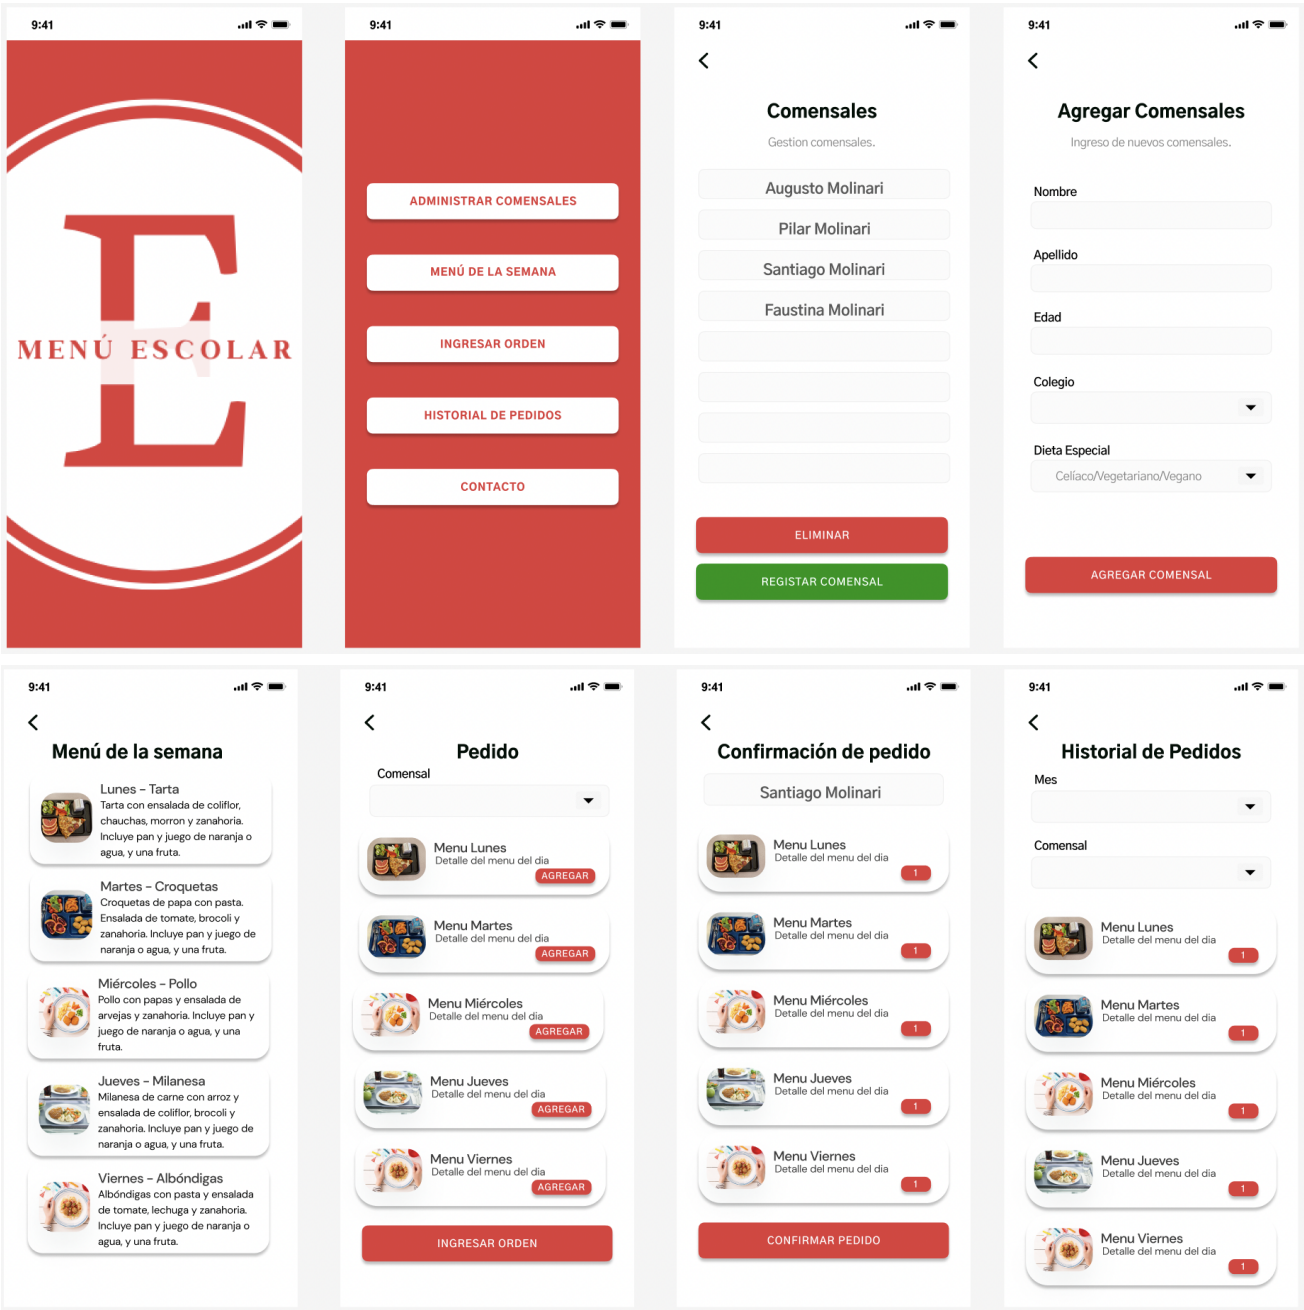 9:41
MENÚ ESCOLAR
9:41
ADMINISTRAR COMENSALES
MENÚ DE LA SEMANA
INGRESAR ORDEN
HISTORIAL DE PEDIDOS
CONTACTO
9:41
Comensales
Gestion comensales.
Augusto Molinari
Pilar Molinari
Santiago Molinari
Faustina Molinari
ELIMINAR
REGISTAR COMENSAL
9:41
Agregar Comensales
Ingreso de nuevos comensales.
Nombre
Apellido
Edad
Colegio
Dieta Especial
Celíaco/Vegetariano/Vegano
AGREGAR COMENSAL
9:41
Menú de la semana
Lunes - Tarta
Tarta con ensalada de coliflor,
chauchas, morron y zanahoria.
Incluye pan y juego de naranja o
agua, y una fruta.
Martes - Croquetas
Croquetas de papa con pasta.
Ensalada de tomate, brocoli y
zanahoria. Incluye pan y juego de
naranja o agua, y una fruta.
Miércoles - Pollo
Pollo con papas y ensalada de
arvejas y zanahoria. Incluye pan y
juego de naranja o agua, y una
fruta.
Jueves - Milanesa
Milanesa de carne con arroz y
ensalada de coliflor, brocoli y
zanahoria. Incluye pan y juego de
naranja o agua, y una fruta.
Viernes - Albóndigas
Albóndigas con pasta y ensalada
de tomate, lechuga y zanahoria.
Incluye pan y juego de naranja o
agua, y una fruta.
9:41
Pedido
Comensal
Menu Lunes
Detalle del menu del dia
AGREGAR
Menu Martes
Detalle del menu del dia
AGREGAR
Menu Miércoles
Detalle del menu del dia
AGREGAR
Menu Jueves
Detalle del menu del dia
AGREGAR
Menu Viernes
Detalle del menu del dia
AGREGAR
INGRESAR ORDEN
9:41
Confirmación de pedido
Santiago Molinari
Menu Lunes
Detalle del menu del dia
1
Menu Martes
Detalle del menu del dia
1
Menu Miércoles
Detalle del menu del dia
1
Menu Jueves
Detalle del menu del dia
1
Menu Viernes
Detalle del menu del dia
1
CONFIRMAR PEDIDO
9:41
Historial de Pedidos
Mes
Comensal
Menu Lunes
Detalle del menu del dia
1
Menu Martes
Detalle del menu del dia
1
Menu Miércoles
Detalle del menu del dia
1
Menu Jueves
Detalle del menu del dia
1
Menu Viernes
Detalle del menu del dia
1